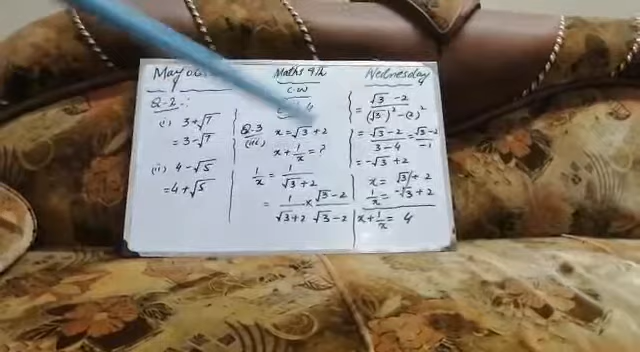 May Maths 9th Wednesday
C.W
Q.2:
(i) 3+√7
= 3-√7
(ii) 4-√5
= 4+√5
Q.3
(iii) x = √3+2
x + 1/x = ?
1/x = 1/(√3+2)
= 1/(√3+2) × (√3-2)/(√3-2)
= (√3-2)/((√3)²-(2)²)
= (√3-2)/(3-4) = (√3-2)/-1
= -√3+2
x = √3+2
1/x = -√3+2
x + 1/x = 4